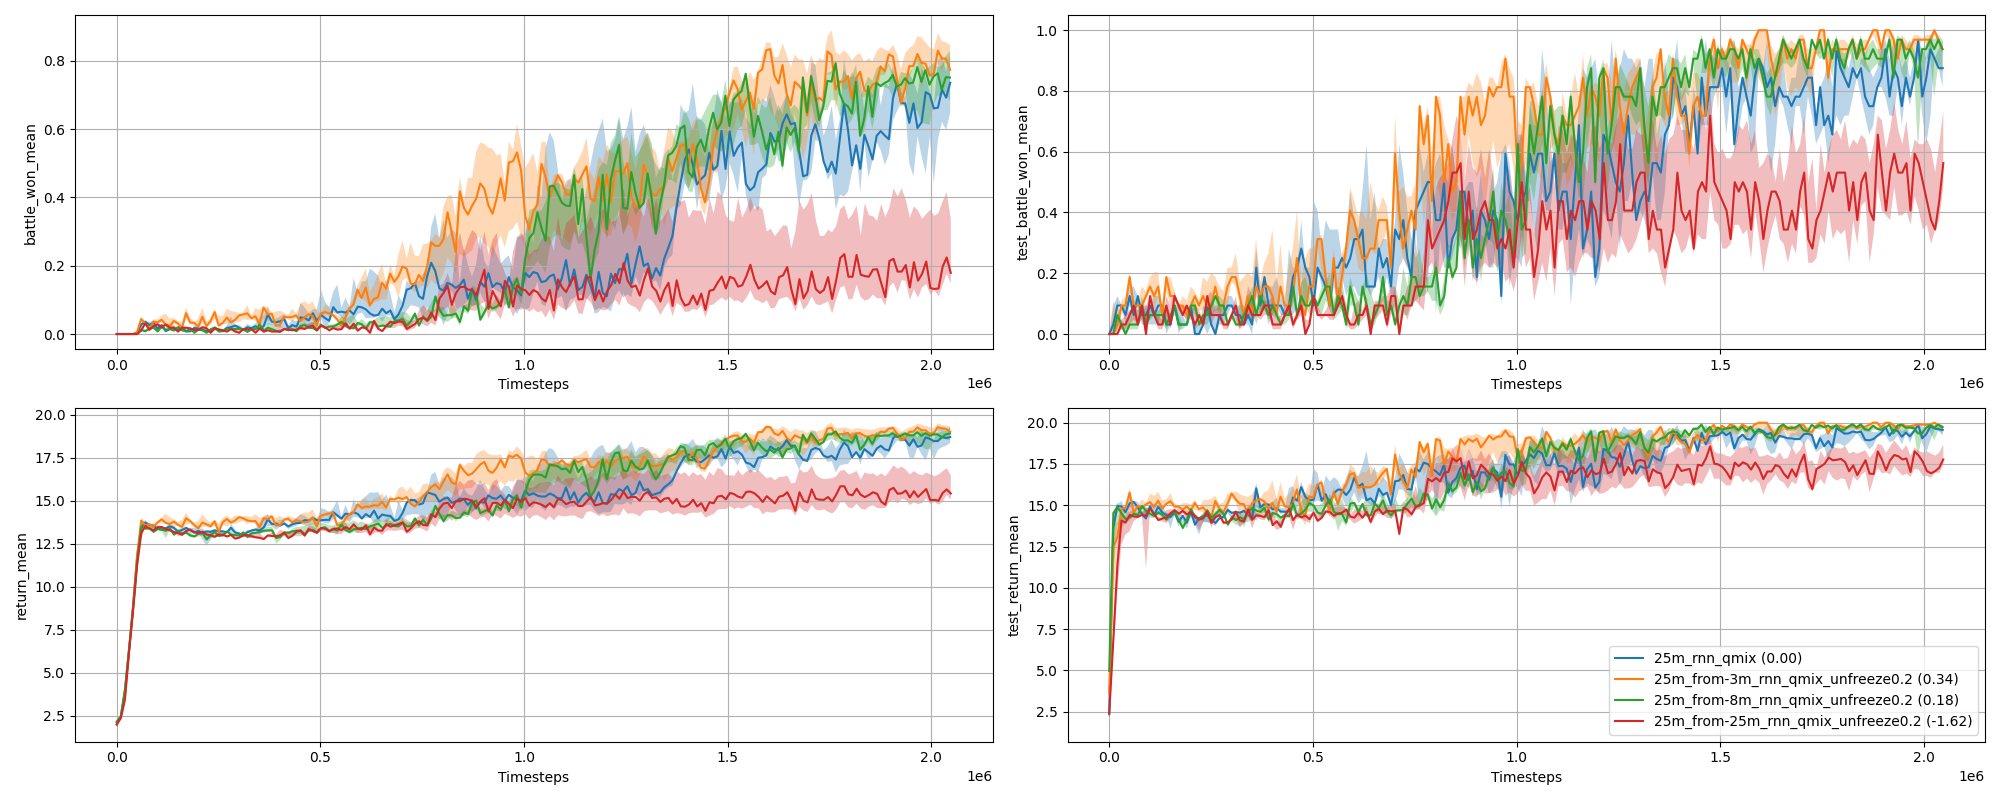 battle_won_mean
0.8
0.6
0.4
0.2
0.0
0.0 0.5 1.0 1.5 2.0
Timesteps
1e6
test_battle_won_mean
1.0
0.8
0.6
0.4
0.2
0.0
0.0 0.5 1.0 1.5 2.0
Timesteps
1e6
return_mean
20.0
17.5
15.0
12.5
10.0
7.5
5.0
2.5
0.0 0.5 1.0 1.5 2.0
Timesteps
1e6
test_return_mean
20.0
17.5
15.0
12.5
10.0
7.5
5.0
2.5
0.0 0.5 1.0 1.5 2.0
Timesteps
1e6
25m_rnn_qmix (0.00)
25m_from-3m_rnn_qmix_unfreeze0.2 (0.34)
25m_from-8m_rnn_qmix_unfreeze0.2 (0.18)
25m_from-25m_rnn_qmix_unfreeze0.2 (-1.62)